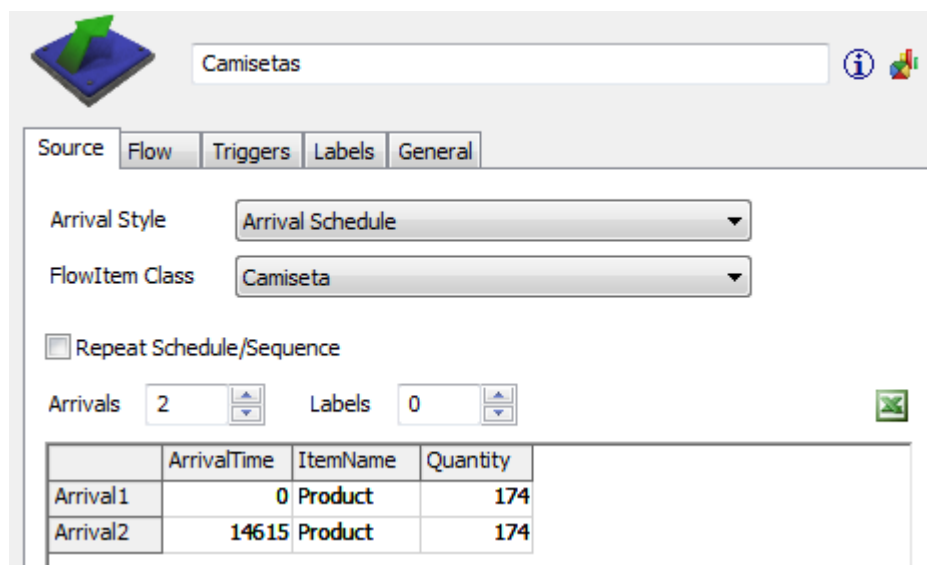 Camisetas
Source Flow Triggers Labels General
Arrival Style Arrival Schedule
FlowItem Class Camiseta
Repeat Schedule/Sequence
Arrivals 2 Labels 0
ArrivalTime ItemName Quantity
Arrival1 0 Product 174
Arrival2 14615 Product 174